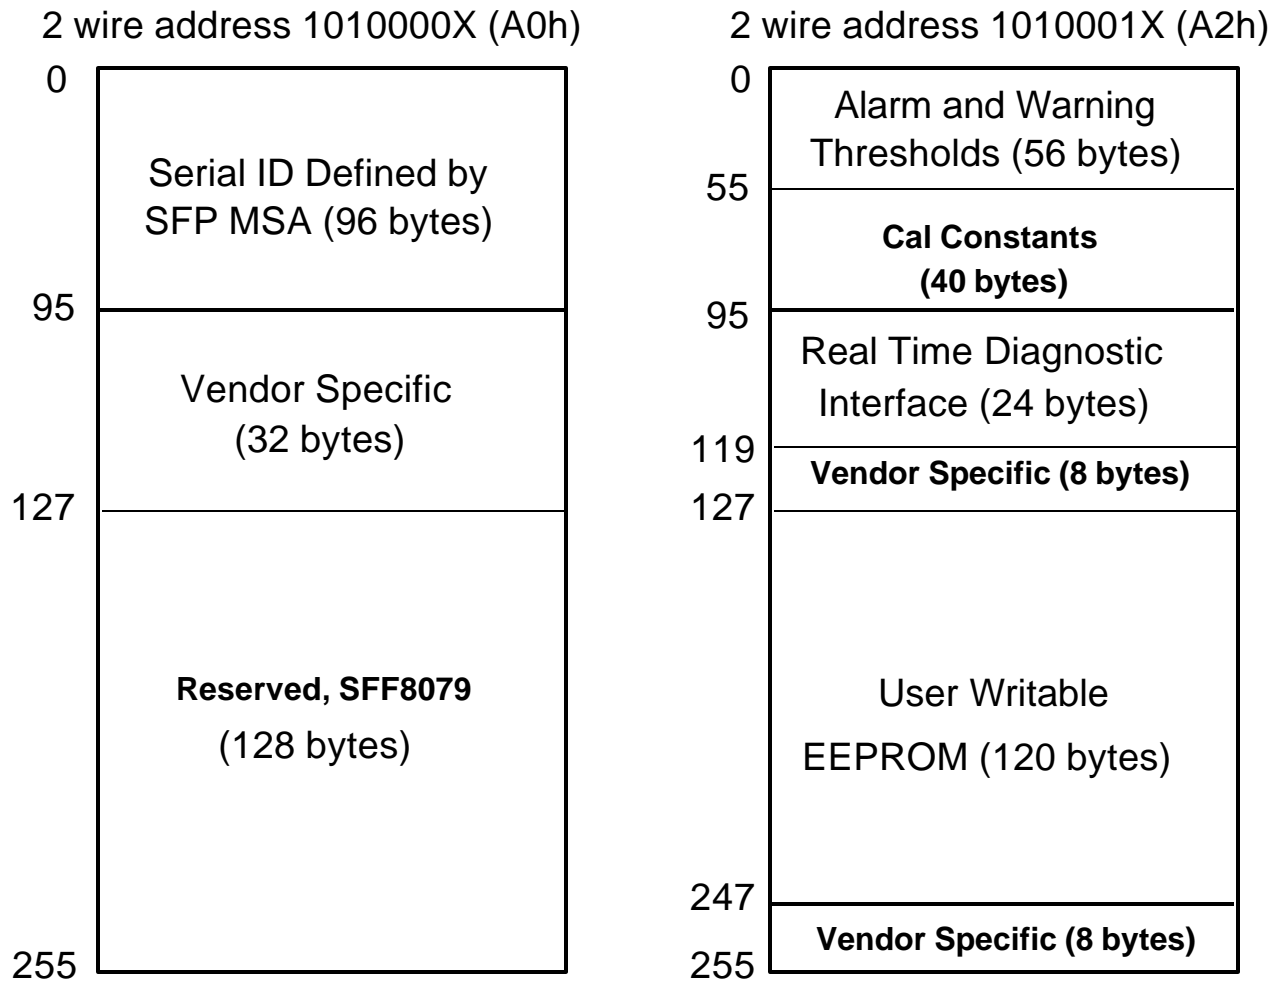 2 wire address 1010000X (A0h)
0
Serial ID Defined by
SFP MSA (96 bytes)
95
Vendor Specific
(32 bytes)
127
Reserved, SFF8079
(128 bytes)
255
2 wire address 1010001X (A2h)
0
Alarm and Warning
Thresholds (56 bytes)
55
Cal Constants
(40 bytes)
95
Real Time Diagnostic
Interface (24 bytes)
119
Vendor Specific (8 bytes)
127
User Writable
EEPROM (120 bytes)
247
Vendor Specific (8 bytes)
255